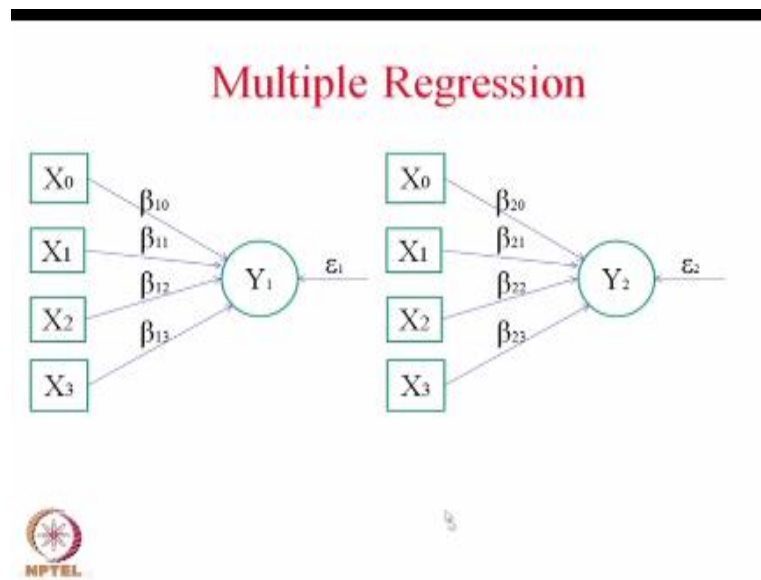 Multiple Regression
X₀ β₁₀ X₀ β₂₀
X₁ β₁₁ X₁ β₂₁
Y₁ ε₁ Y₂ ε₂
X₂ β₁₂ X₂ β₂₂
X₃ β₁₃ X₃ β₂₃
NPTEL